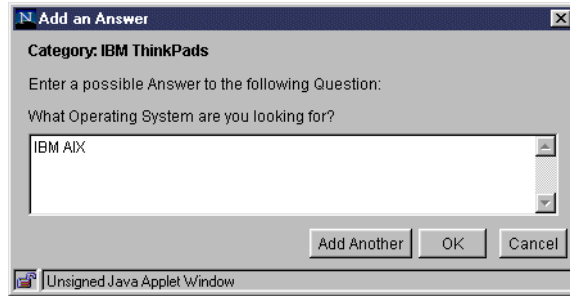 Add an Answer
Category: IBM ThinkPads
Enter a possible Answer to the following Question:
What Operating System are you looking for?
IBM AIX
Add Another OK Cancel
Unsigned Java Applet Window